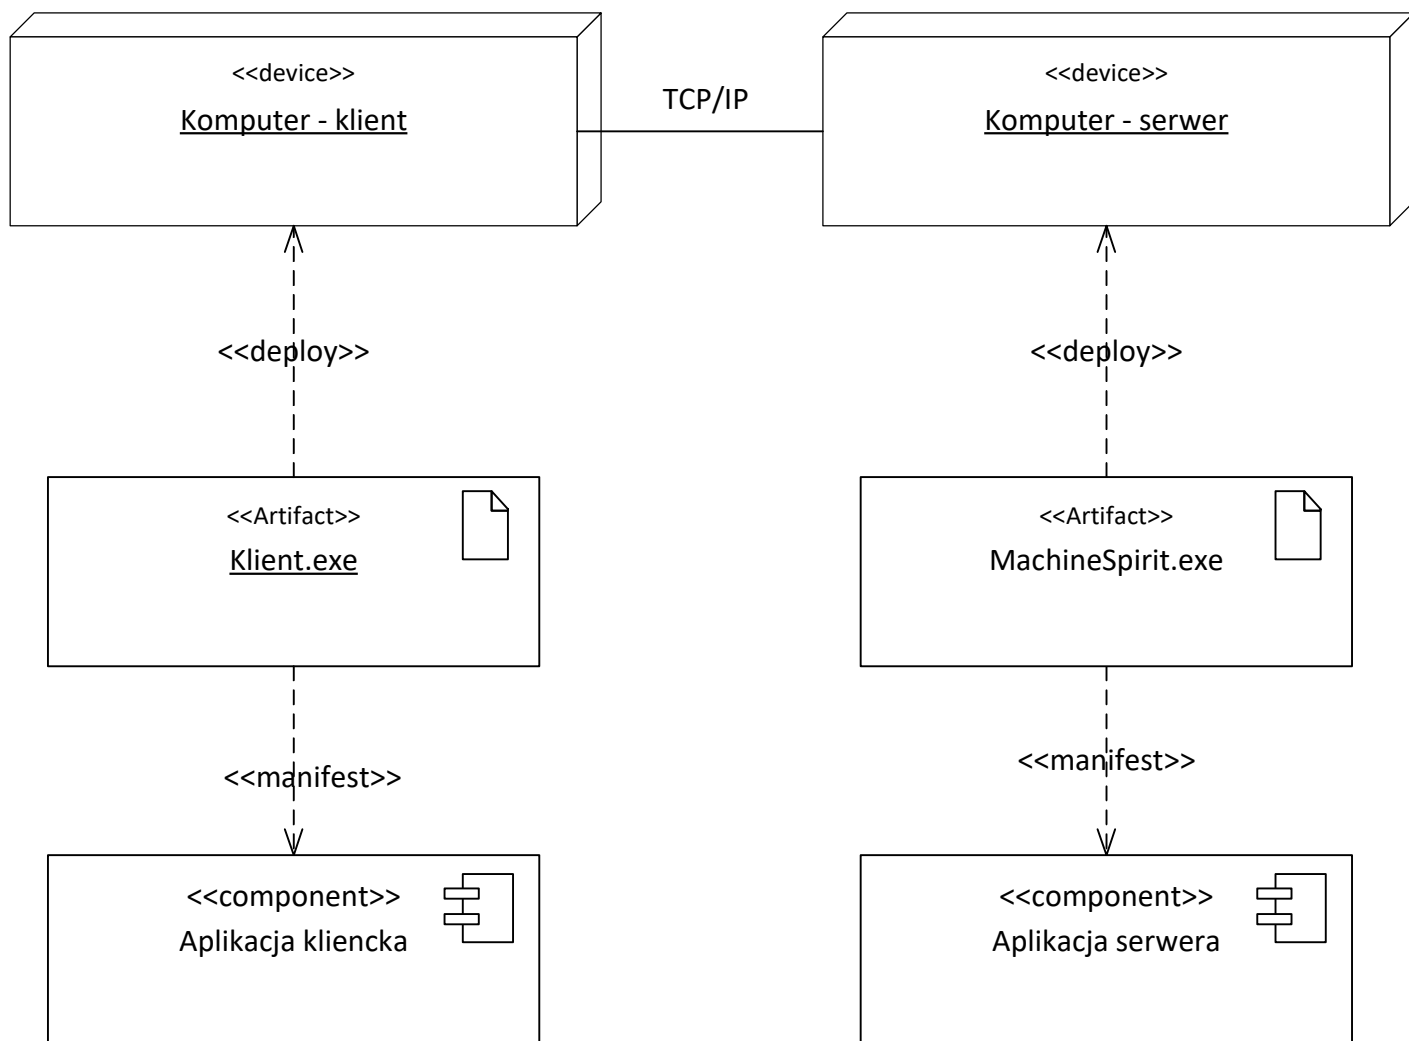 <<device>>
Komputer - klient
TCP/IP
<<device>>
Komputer - serwer
<<deploy>>
<<deploy>>
<<Artifact>>
Klient.exe
<<Artifact>>
MachineSpirit.exe
<<manifest>>
<<manifest>>
<<component>>
Aplikacja kliencka
<<component>>
Aplikacja serwera